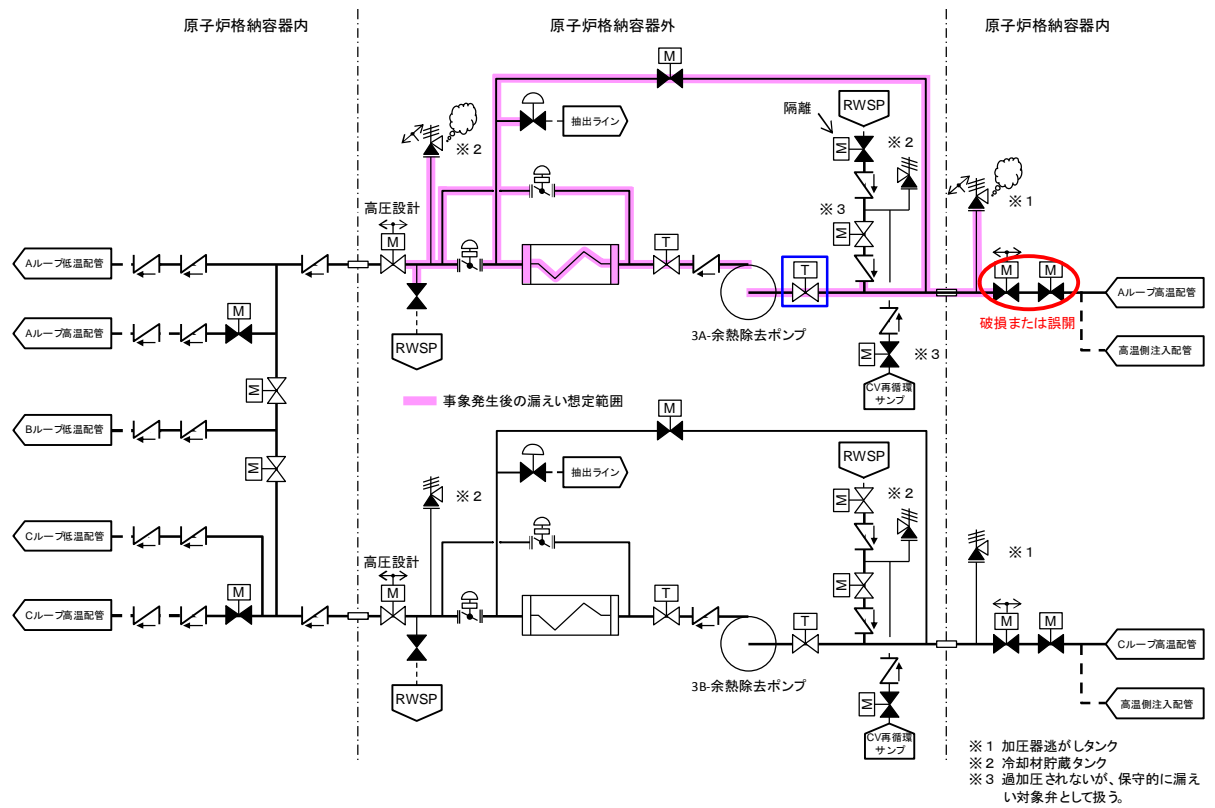 原子炉格納容器内
原子炉格納容器外
原子炉格納容器内
M
抽出ライン
RWSP
隔離
M
※2
※2
※3
M
※1
高圧設計
M
T
T
M
M
Aループ低温配管
Aループ高温配管
破損または誤開
3A-余熱除去ポンプ
M
Aループ高温配管
RWSP
高温側注入配管
M
※3
M
CV再循環
サンプ
事象発生後の漏えい想定範囲
M
Bループ低温配管
M
抽出ライン
RWSP
M
※2
※2
M
※1
Cループ低温配管
高圧設計
M
T
T
M
M
M
Cループ高温配管
Cループ高温配管
3B-余熱除去ポンプ
RWSP
M
高温側注入配管
CV再循環
サンプ
※1 加圧器逃がしタンク
※2 冷却材貯蔵タンク
※3 過加圧されないが、保守的に漏え
い対象弁として扱う。